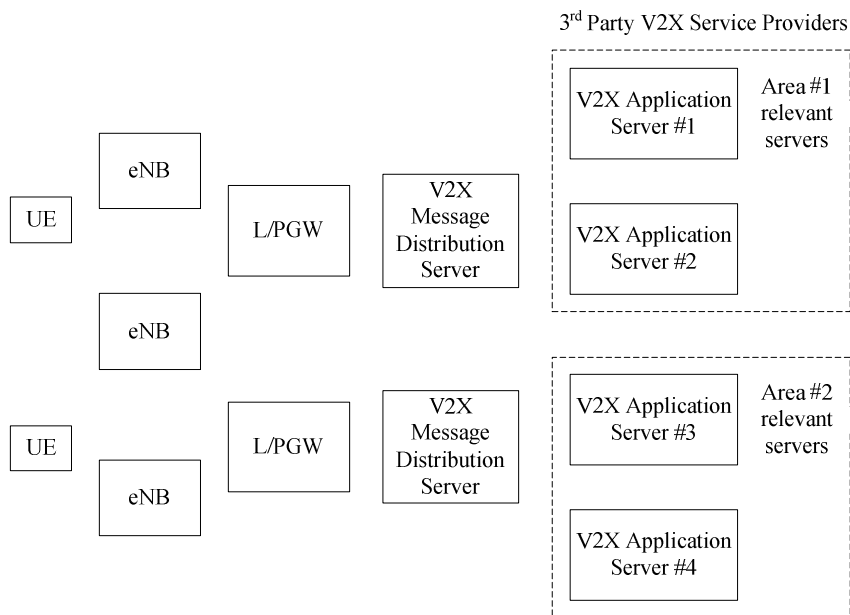 3rd Party V2X Service Providers
V2X Application
Server #1
Area #1
relevant
servers
eNB
UE
L/PGW
V2X
Message
Distribution
Server
V2X Application
Server #2
eNB
UE
L/PGW
V2X
Message
Distribution
Server
V2X Application
Server #3
Area #2
relevant
servers
eNB
V2X Application
Server #4